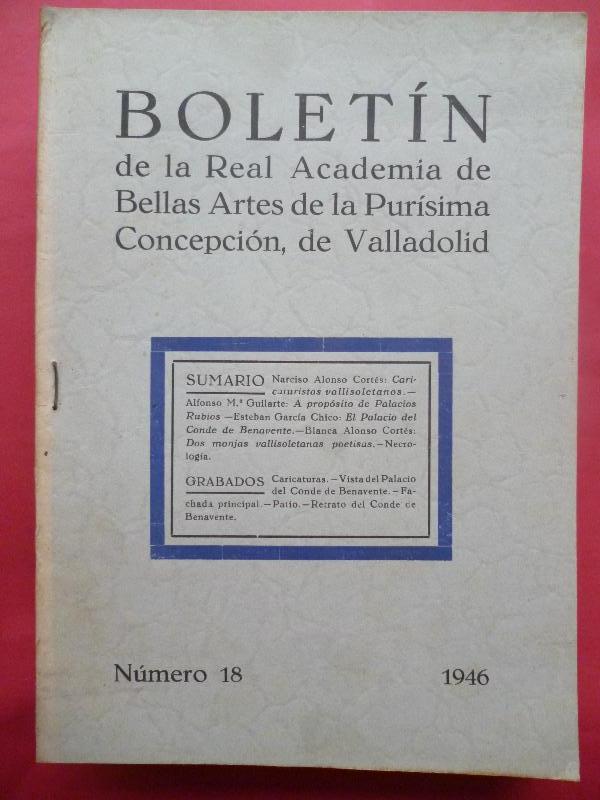 BOLETÍN
de la Real Academia de
Bellas Artes de la Purísima
Concepción, de Valladolid
SUMARIO Narciso Alonso Cortés: Cari-
caturistas vallisoletanos.—
Alfonso M.ª Guilarte: A propósito de Palacios
Rubios —Esteban García Chico: El Palacio del
Conde de Benavente.—Blanca Alonso Cortés:
Dos monjas vallisoletanas poetisas.—Necro-
logía.
GRABADOS Caricaturas.—Vista del Palacio
del Conde de Benavente.—Fa-
chada principal.—Patio.—Retrato del Conde de
Benavente.
Número 18 1946